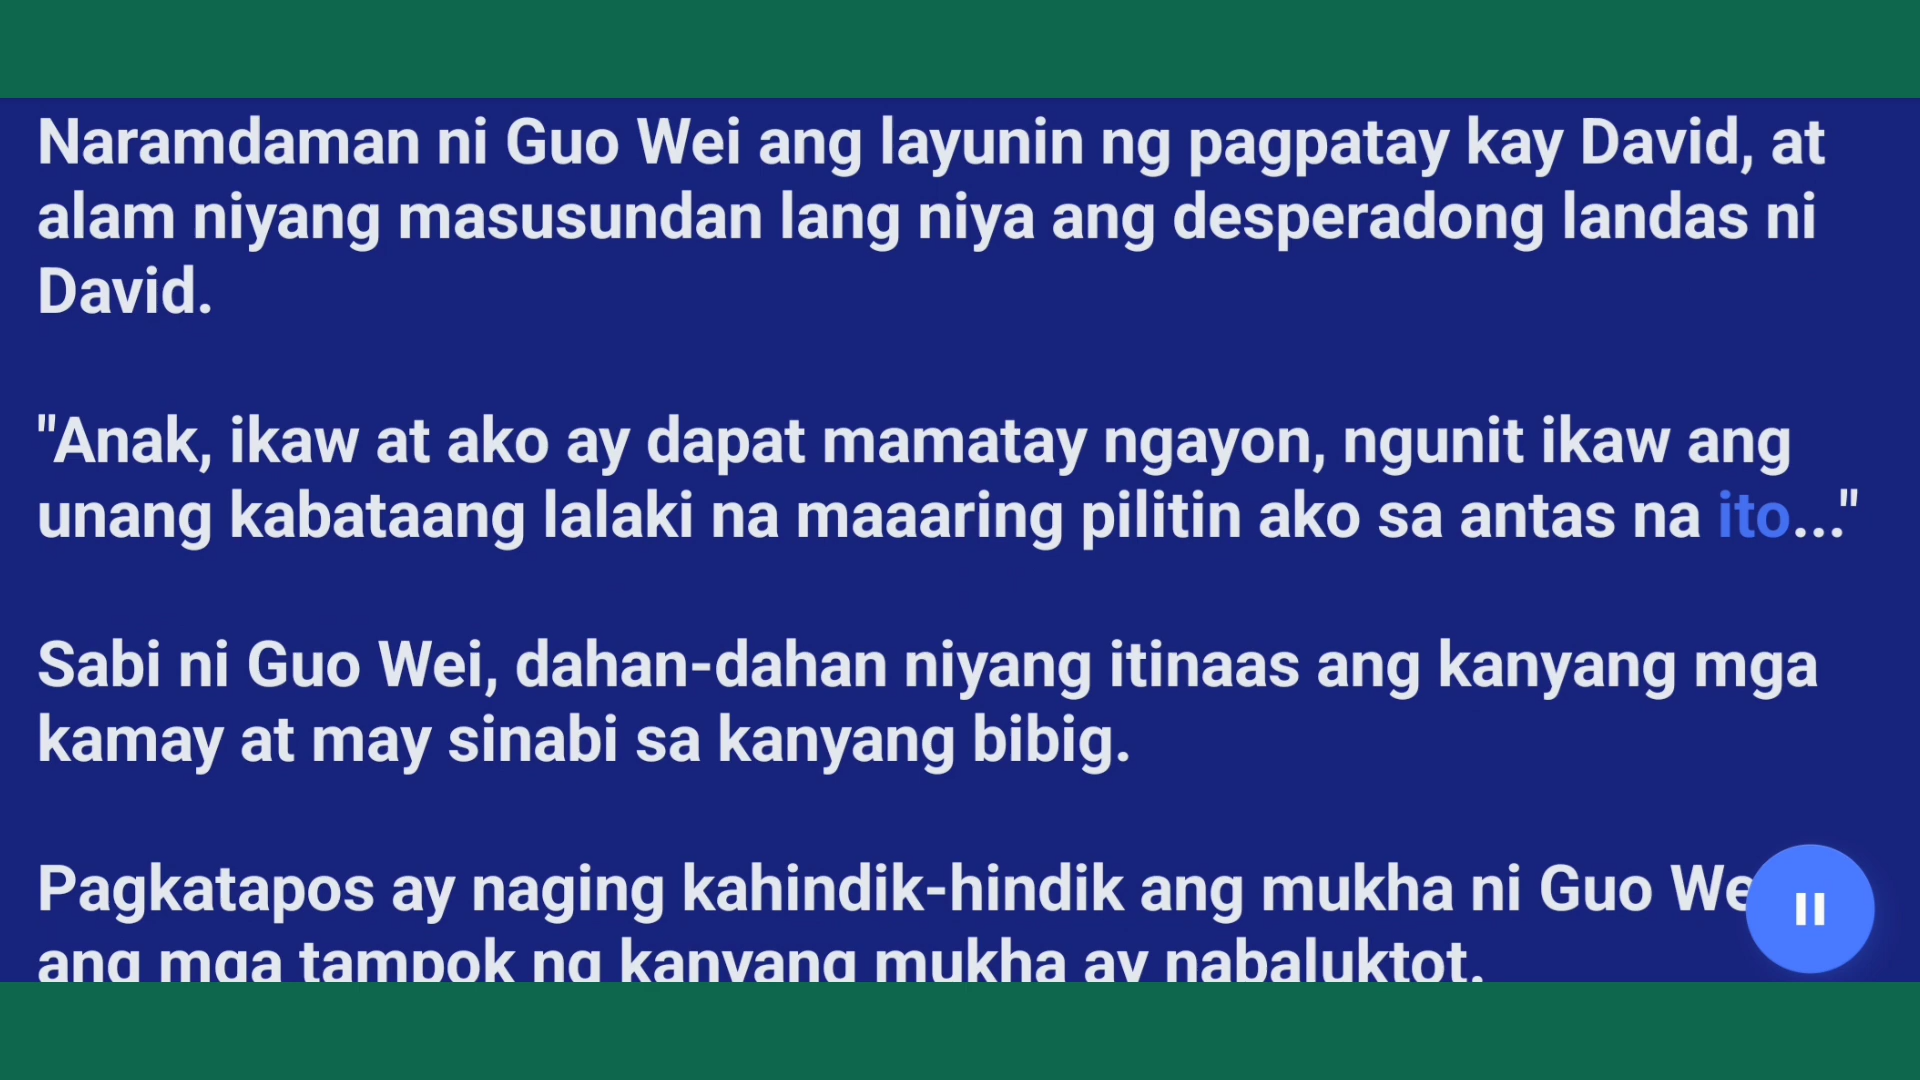 Naramdaman ni Guo Wei ang layunin ng pagpatay kay David, at
alam niyang masusundan lang niya ang desperadong landas ni
David.
"Anak, ikaw at ako ay dapat mamatay ngayon, ngunit ikaw ang
unang kabataang lalaki na maaaring pilitin ako sa antas na ito..."
Sabi ni Guo Wei, dahan-dahan niyang itinaas ang kanyang mga
kamay at may sinabi sa kanyang bibig.
Pagkatapos ay naging kahindik-hindik ang mukha ni Guo
ang mga tampok ng kanyang mukha ay nabaluktot.